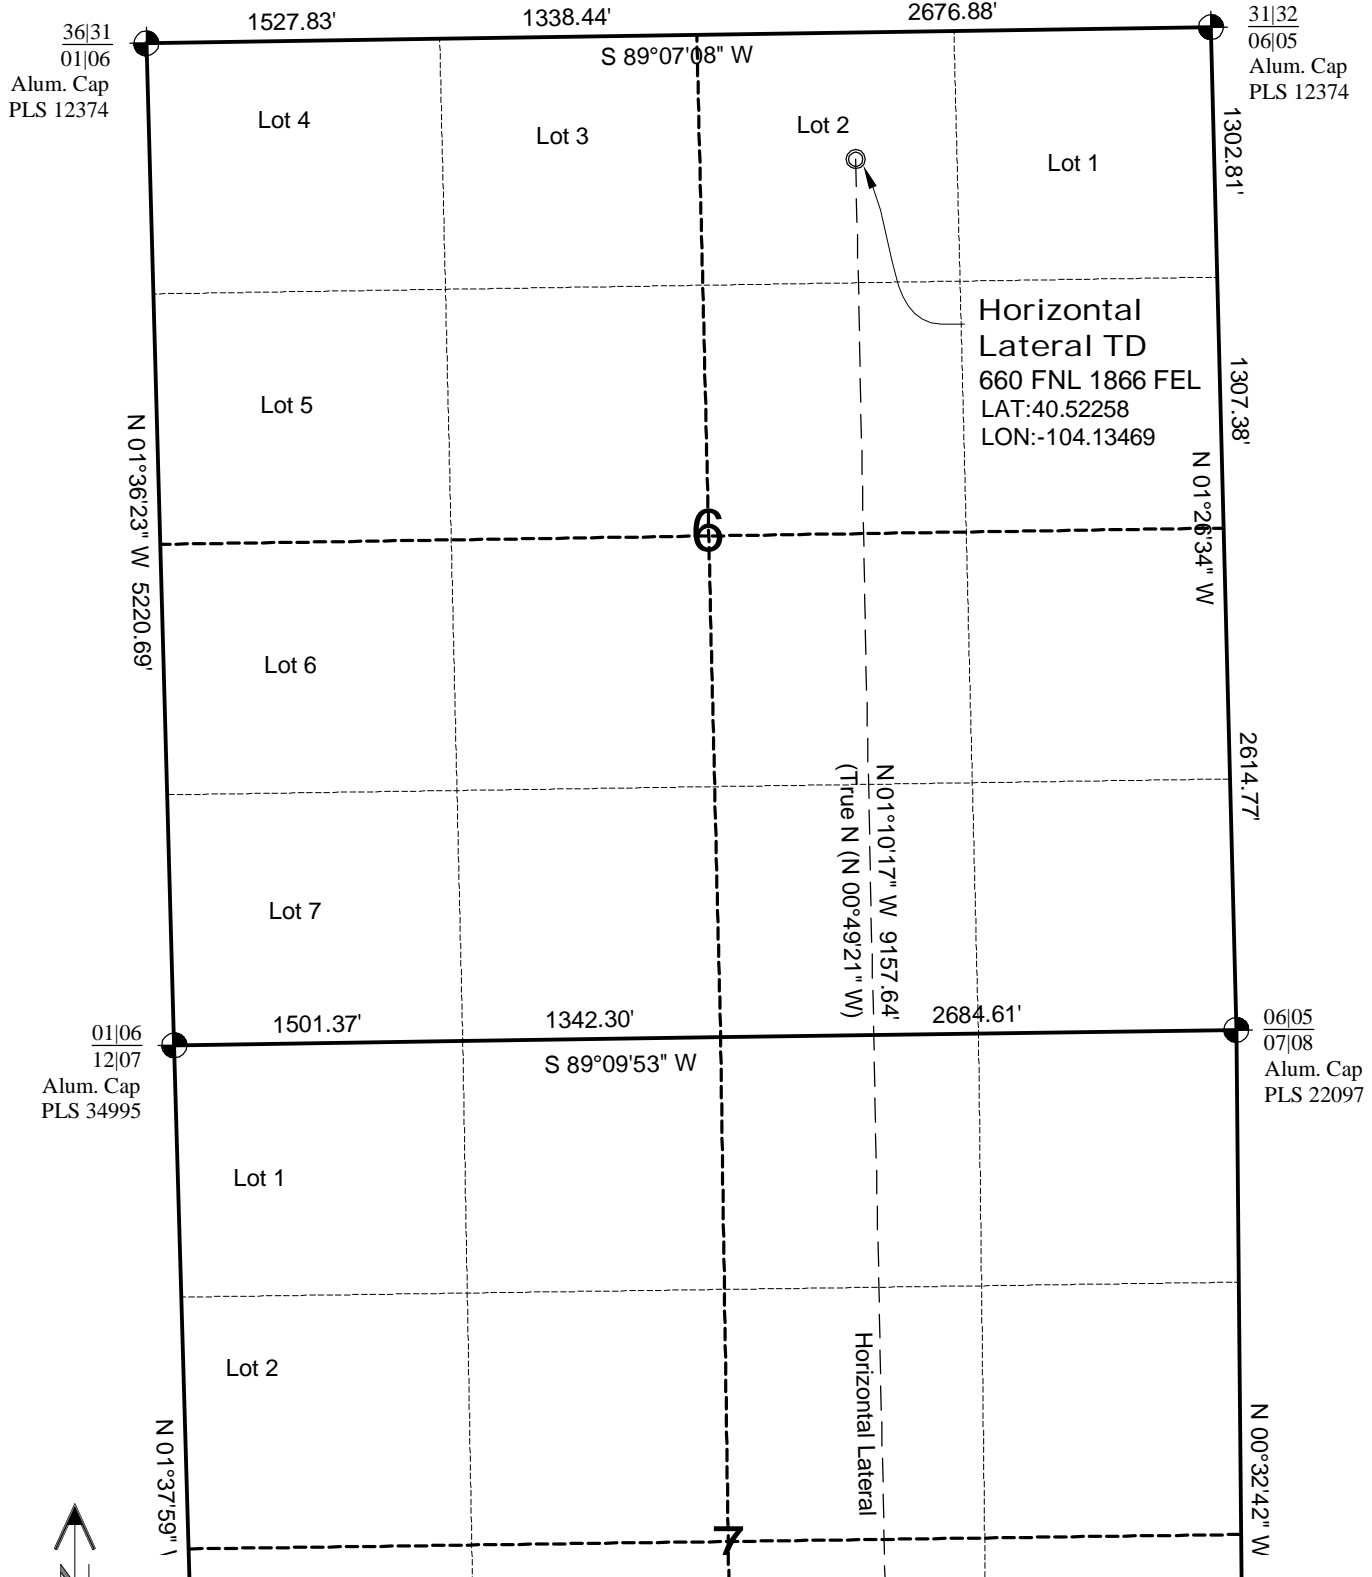 1527.83'
1338.44'
2676.88'
S 89°07'08" W
36|31
01|06
Alum. Cap
PLS 12374
31|32
06|05
Alum. Cap
PLS 12374
Lot 4
Lot 3
Lot 2
Lot 1
1302.81'
Horizontal
Lateral TD
660 FNL 1866 FEL
LAT:40.52258
LON:-104.13469
1307.38'
Lot 5
N 01°36'23" W 5220.69'
N 01°26'34" W
6
Lot 6
2614.77'
N 01°10'17" W 9157.64'
(True N (N 00°49'21" W)
Lot 7
1501.37'
1342.30'
2684.61'
S 89°09'53" W
01|06
12|07
Alum. Cap
PLS 34995
06|05
07|08
Alum. Cap
PLS 22097
Lot 1
Lot 2
Horizontal Lateral
N 01°37'59"
N 00°32'42" W
7